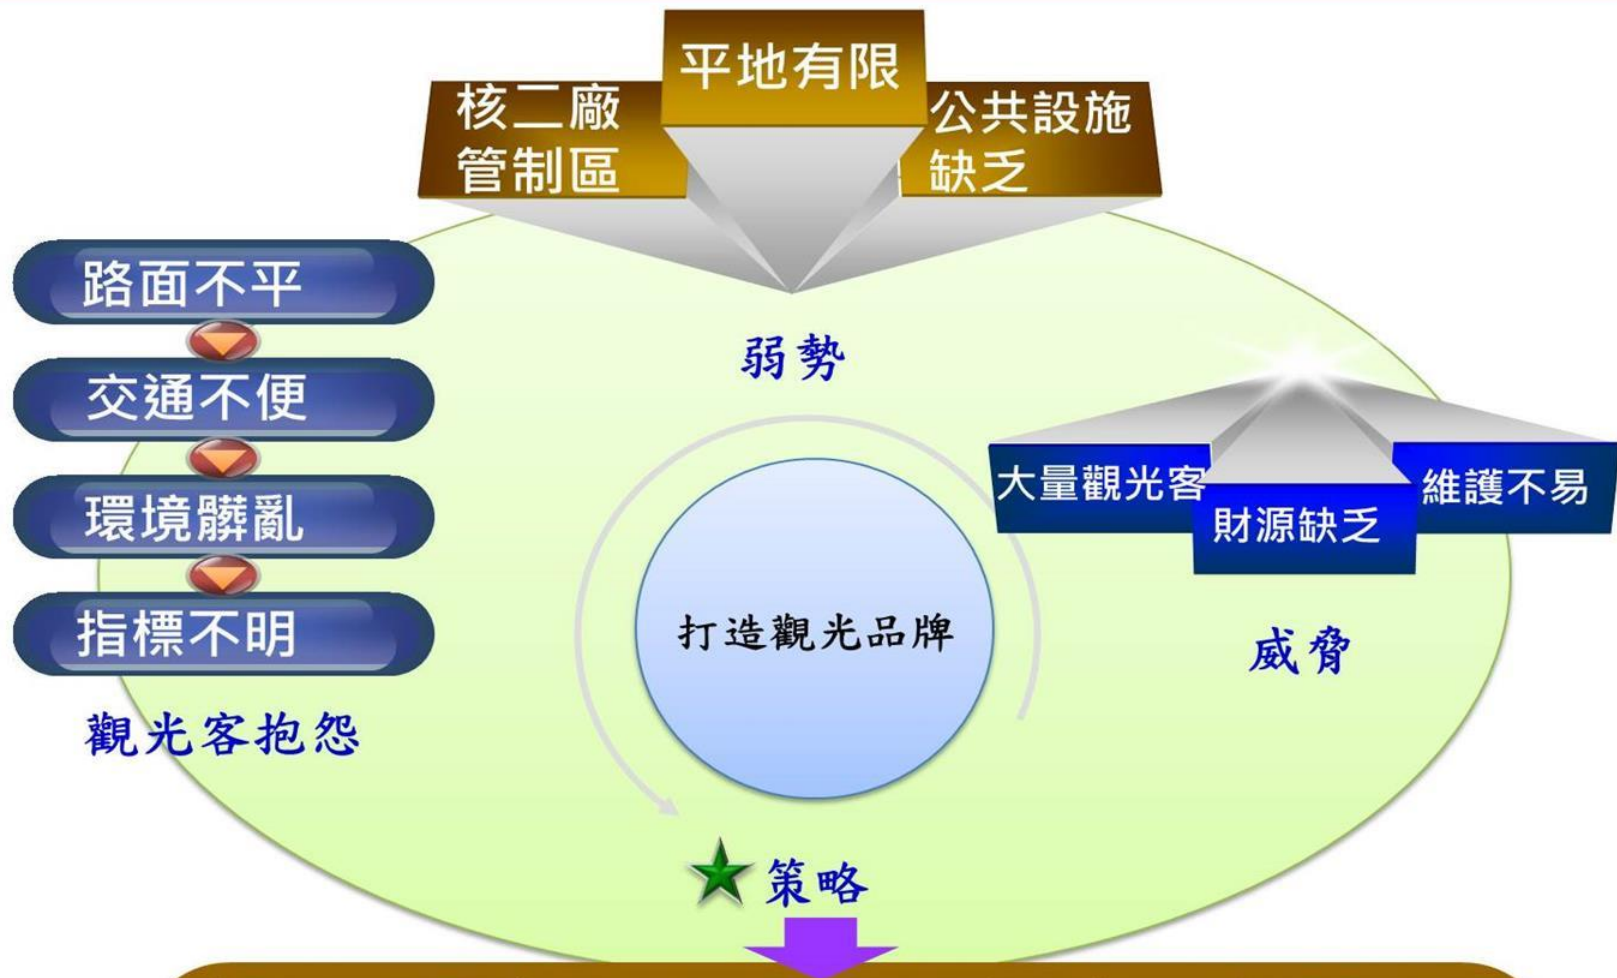 平地有限
核二廠
管制區
公共設施
缺乏
路面不平
交通不便
環境髒亂
指標不明
觀光客抱怨
弱勢
大量觀光客
財源缺乏
維護不易
威脅
打造觀光品牌
策略